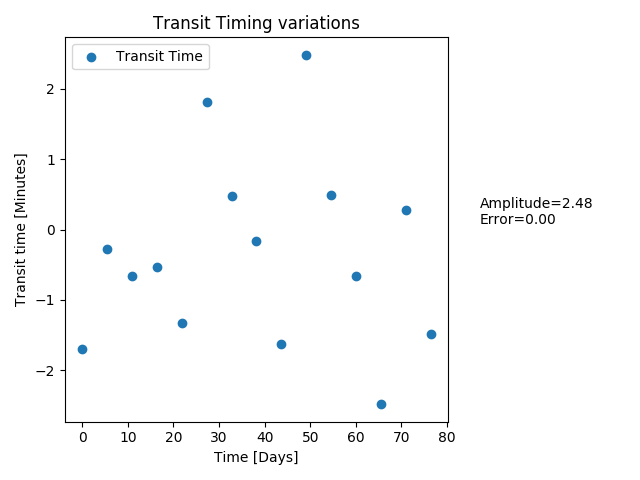 Transit Timing variations
Transit Time
2
1
0
−1
−2
Transit time [Minutes]
0 10 20 30 40 50 60 70 80
Time [Days]
Amplitude=2.48
Error=0.00